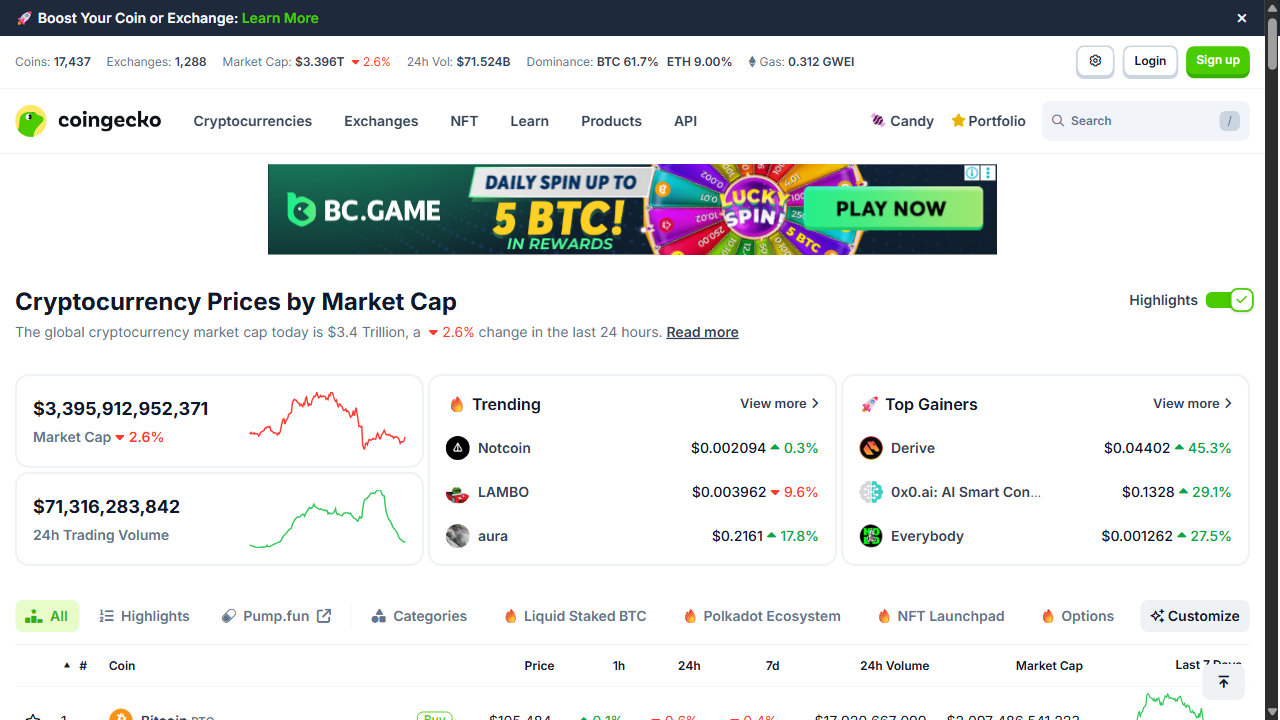 🚀 Boost Your Coin or Exchange: Learn More
Coins: 17,437 Exchanges: 1,288 Market Cap: $3.396T 2.6% 24h Vol: $71.524B Dominance: BTC 61.7% ETH 9.00% Gas: 0.312 GWEI Login Sign up
coingecko Cryptocurrencies Exchanges NFT Learn Products API Candy Portfolio Search /
BC.GAME DAILY SPIN UP TO 5 BTC! IN REWARDS LUCKY SPIN! 5 BTC PLAY NOW
Cryptocurrency Prices by Market Cap Highlights
The global cryptocurrency market cap today is $3.4 Trillion, a 2.6% change in the last 24 hours. Read more
$3,395,912,952,371
Market Cap 2.6%
$71,316,283,842
24h Trading Volume
Trending View more
Notcoin $0.002094 0.3%
LAMBO $0.003962 9.6%
aura $0.2161 17.8%
Top Gainers View more
Derive $0.04402 45.3%
0x0.ai: AI Smart Con... $0.1328 29.1%
Everybody $0.001262 27.5%
All Highlights Pump.fun Categories Liquid Staked BTC Polkadot Ecosystem NFT Launchpad Options Customize
# Coin Price 1h 24h 7d 24h Volume Market Cap Last 7 Days
1 Bitcoin BTC Buy $105,484 0.1% 0.6% 0.4%